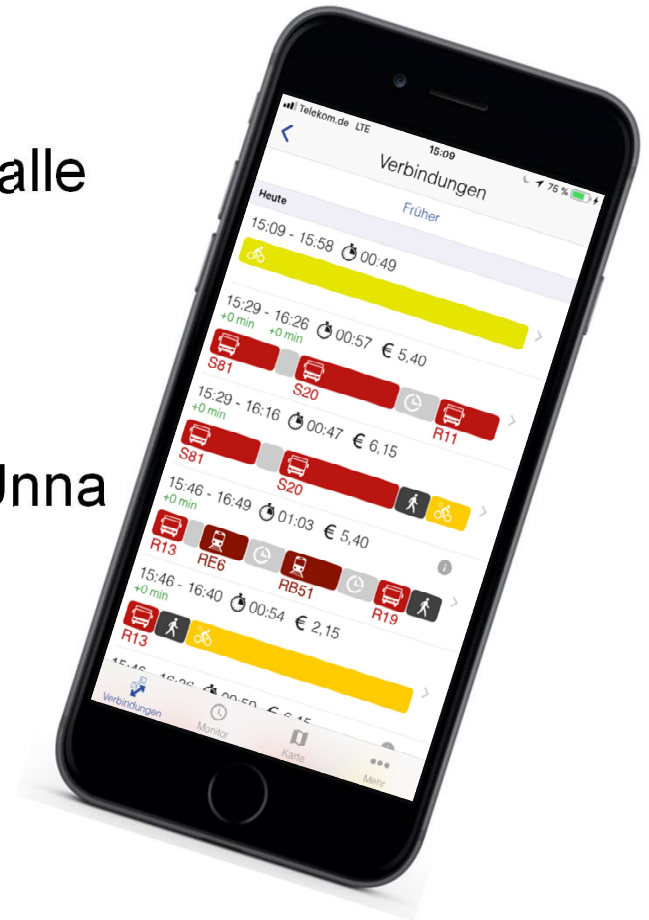 alle
Unna
Telekom.de LTE 15:09 75 %
Verbindungen
Früher
Heute
15:09 - 15:58 00:49
15:29 - 16:26 00:57 € 5,40
+0 min +0 min
S81 S20 R11
15:29 - 16:16 00:47 € 6,15
+0 min
S81 S20
15:46 - 16:49 01:03 € 5,40
+0 min
R13 RE6 RB51 R19
15:46 - 16:40 00:54 € 2,15
+0 min
R13
Verbindungen Monitor Karte Mehr